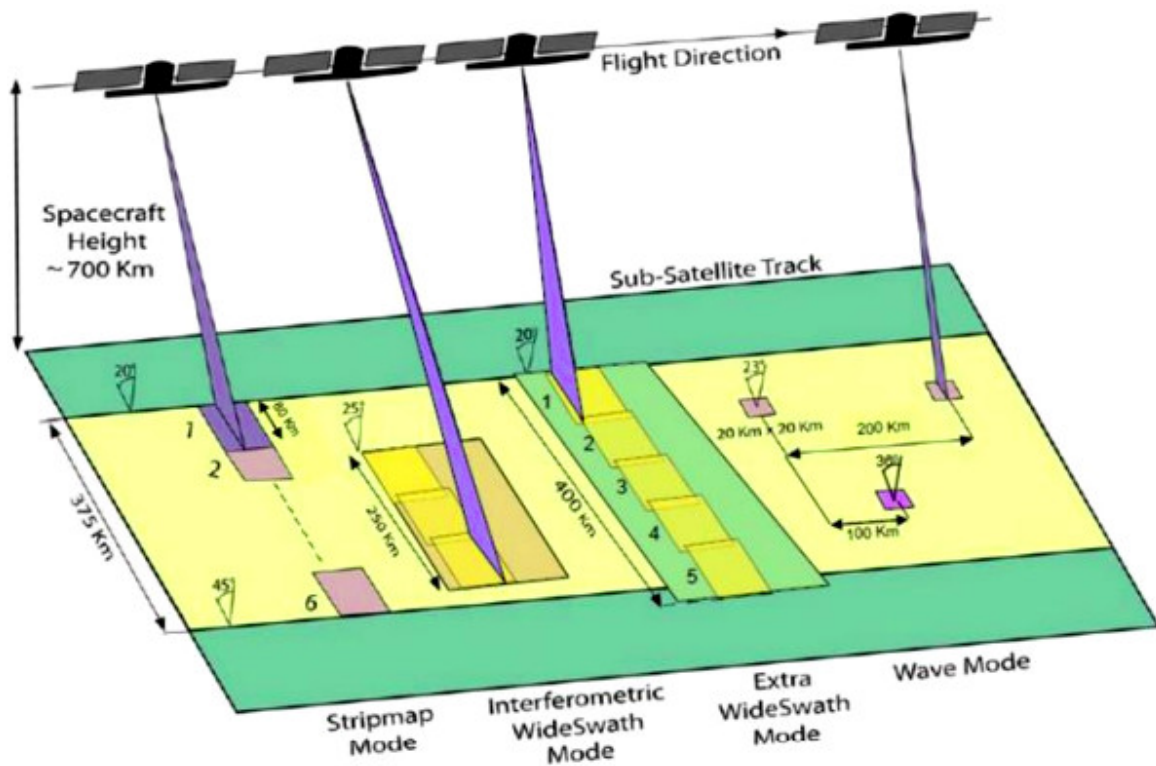 Flight Direction
Spacecraft
Height
~700 Km
Sub-Satellite Track
20°
20°
23°
1
80 Km
25°
1
2
2
20 Km x 20 Km
200 Km
3
36°
375 Km
250 Km
400 Km
4
100 Km
45°
6
5
Stripmap
Mode
Interferometric
WideSwath
Mode
Extra
WideSwath
Mode
Wave Mode